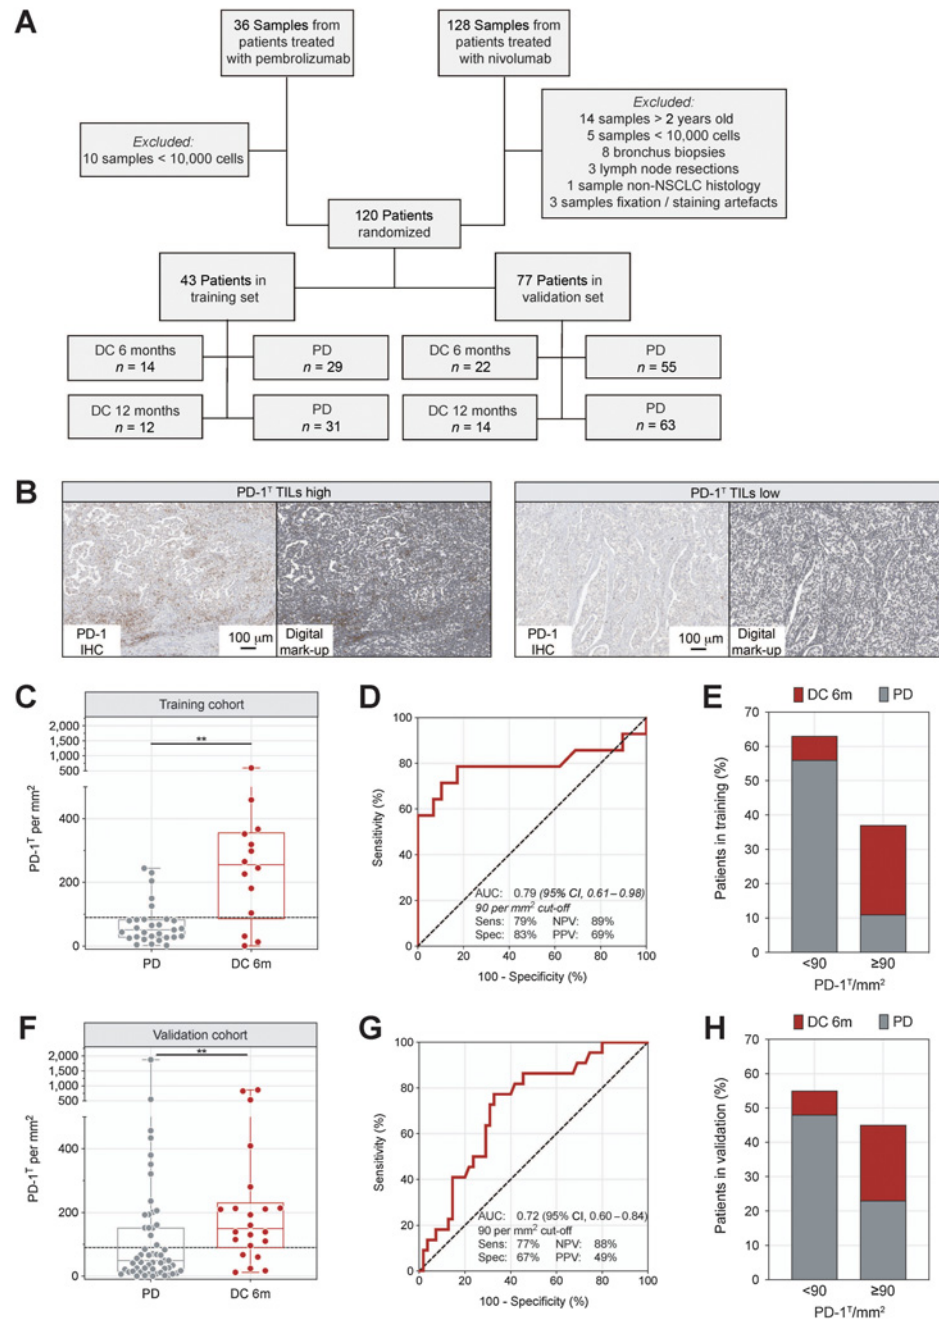 A
36 Samples from
patients treated
with pembrolizumab
128 Samples from
patients treated
with nivolumab
Excluded:
10 samples < 10,000 cells
Excluded:
14 samples > 2 years old
5 samples < 10,000 cells
8 bronchus biopsies
3 lymph node resections
1 sample non-NSCLC histology
3 samples fixation / staining artefacts
120 Patients
randomized
43 Patients in
training set
77 Patients in
validation set
DC 6 months
n = 14
PD
n = 29
DC 6 months
n = 22
PD
n = 55
DC 12 months
n = 12
PD
n = 31
DC 12 months
n = 14
PD
n = 63
B
PD-1ᵀ TILs high
PD-1
IHC
100 µm
Digital
mark-up
PD-1ᵀ TILs low
PD-1
IHC
100 µm
Digital
mark-up
C
Training cohort
2,000
1,500
1,000
500
400
200
0
**
PD-1ᵀ per mm²
PD
DC 6m
D
100
80
60
40
20
0
Sensitivity (%)
AUC: 0.79 (95% CI, 0.61–0.98)
90 per mm² cut-off
Sens: 79% NPV: 89%
Spec: 83% PPV: 69%
0 20 40 60 80 100
100 - Specificity (%)
E
DC 6m PD
70
60
50
40
30
20
10
0
Patients in training (%)
<90 ≥90
PD-1ᵀ/mm²
F
Validation cohort
2,000
1,500
1,000
500
400
200
0
**
PD-1ᵀ per mm²
PD
DC 6m
G
100
80
60
40
20
0
Sensitivity (%)
AUC: 0.72 (95% CI, 0.60–0.84)
90 per mm² cut-off
Sens: 77% NPV: 88%
Spec: 67% PPV: 49%
0 20 40 60 80 100
100 - Specificity (%)
H
DC 6m PD
70
60
50
40
30
20
10
0
Patients in validation (%)
<90 ≥90
PD-1ᵀ/mm²